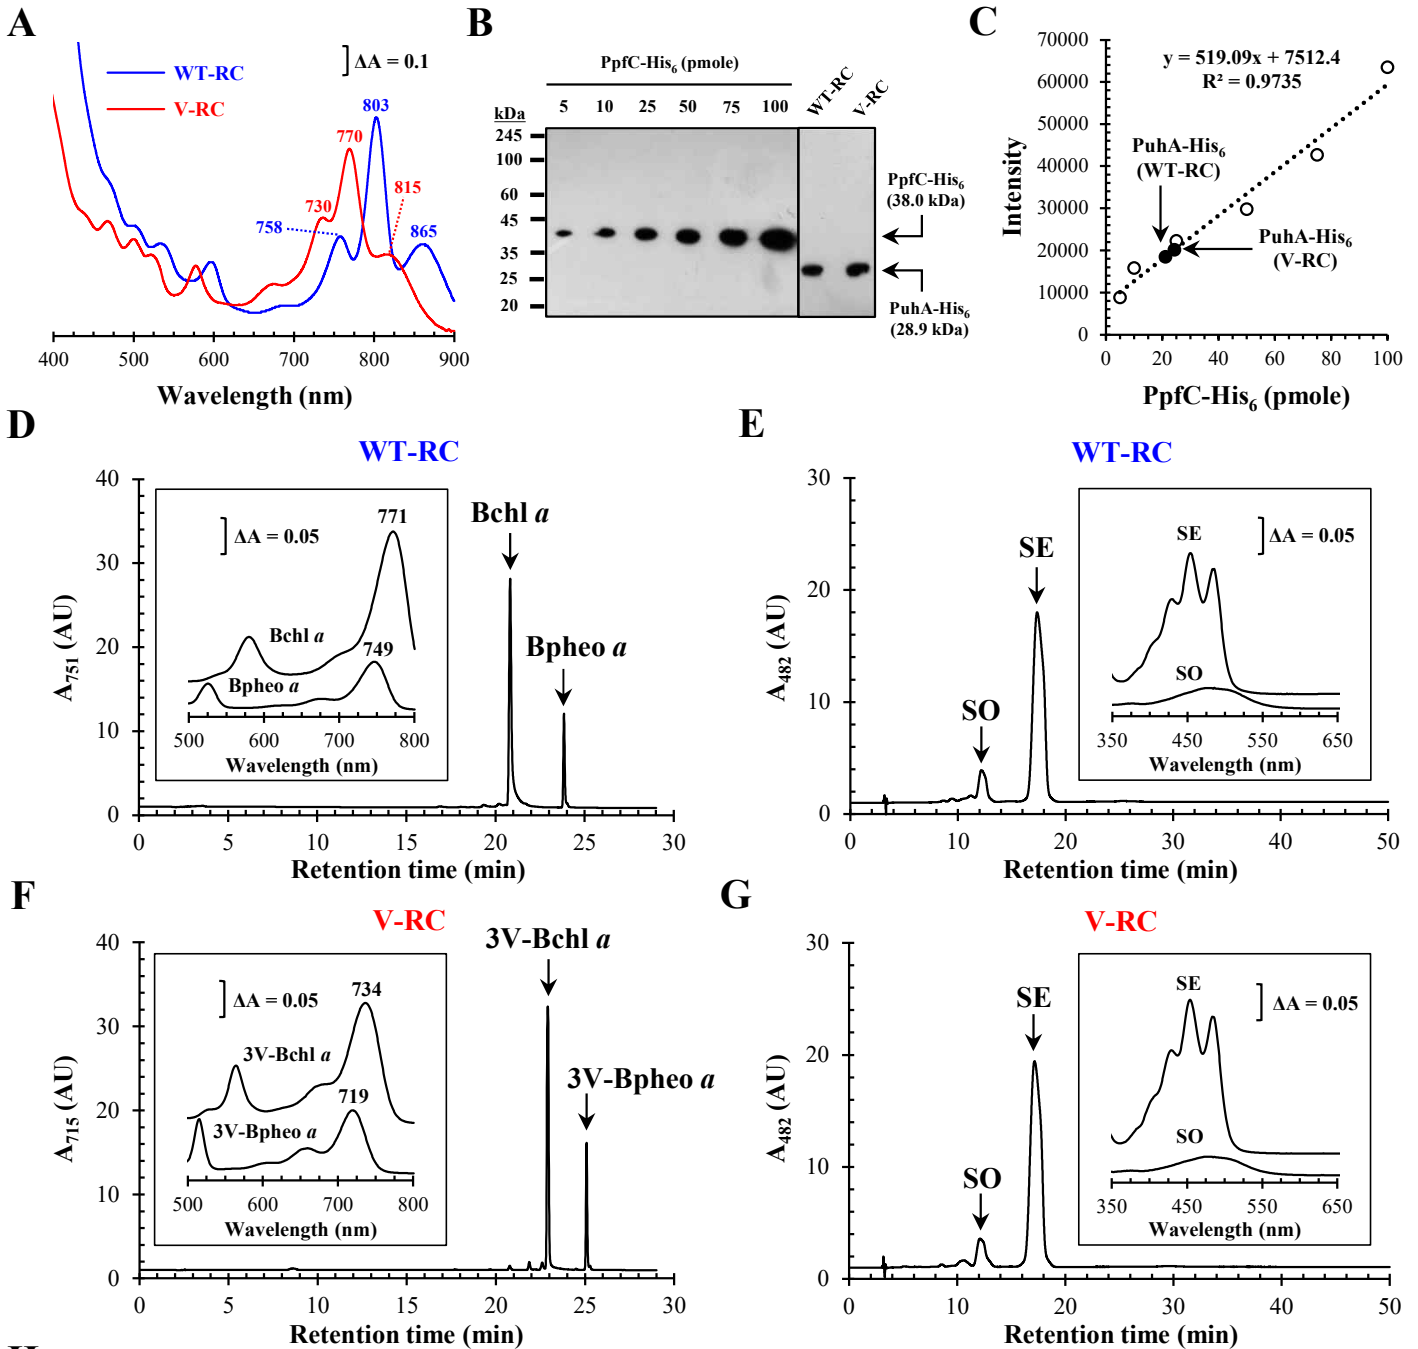 A
WT-RC
V-RC
ΔA = 0.1
803
770
815
730
758
865
400 500 600 700 800 900
Wavelength (nm)
B
PpfC-His6 (pmole)
5 10 25 50 75 100
WT-RC
V-RC
kDa
245
100
60
45
35
25
20
PpfC-His6
(38.0 kDa)
PuhA-His6
(28.9 kDa)
C
y = 519.09x + 7512.4
R² = 0.9735
PuhA-His6
(WT-RC)
PuhA-His6
(V-RC)
Intensity
70000
60000
50000
40000
30000
20000
10000
0
0 20 40 60 80 100
PpfC-His6 (pmole)
D
WT-RC
A751 (AU)
40
30
20
10
0
ΔA = 0.05
771
Bchl a
749
Bpheo a
500 600 700 800
Wavelength (nm)
Bchl a
Bpheo a
0 5 10 15 20 25 30
Retention time (min)
E
WT-RC
A482 (AU)
30
20
10
0
SE
SO
ΔA = 0.05
SE
SO
350 450 550 650
Wavelength (nm)
0 10 20 30 40 50
Retention time (min)
F
V-RC
A715 (AU)
40
30
20
10
0
ΔA = 0.05
734
3V-Bchl a
719
3V-Bpheo a
500 600 700 800
Wavelength (nm)
3V-Bchl a
3V-Bpheo a
0 5 10 15 20 25 30
Retention time (min)
G
V-RC
A482 (AU)
30
20
10
0
SE
SO
ΔA = 0.05
SE
SO
350 450 550 650
Wavelength (nm)
0 10 20 30 40 50
Retention time (min)